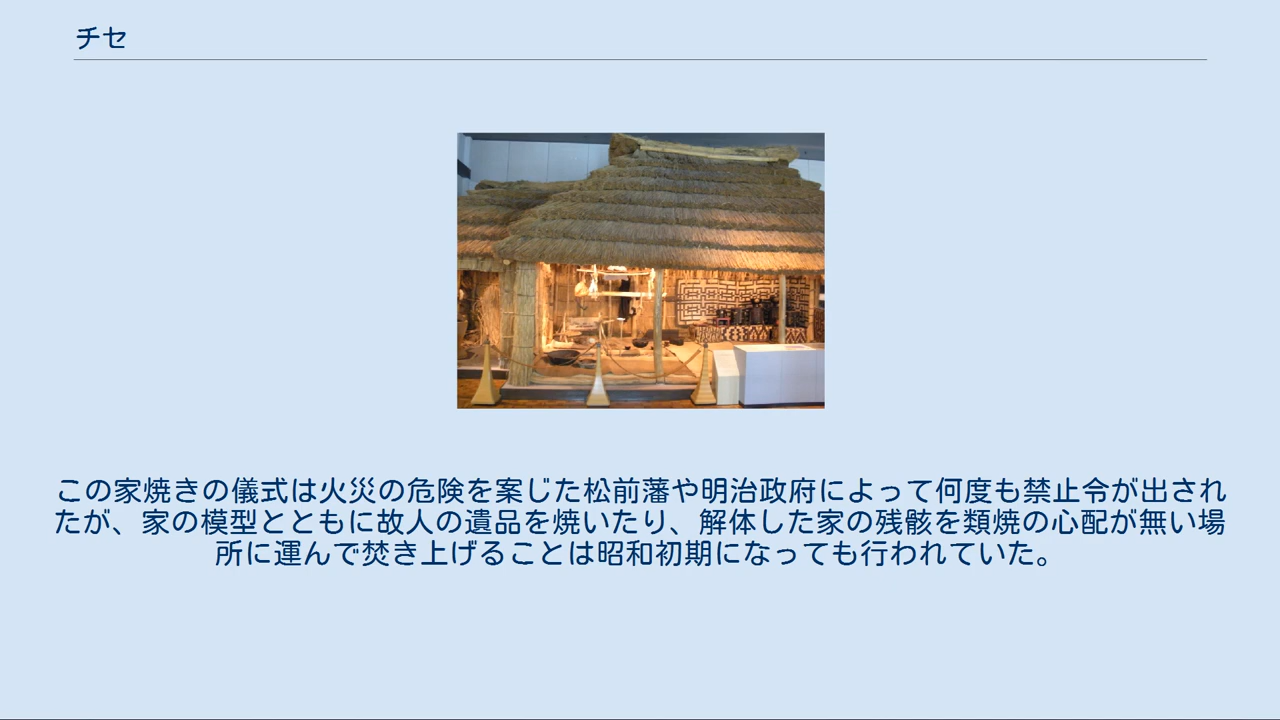 チセ
この家焼きの儀式は火災の危険を案じた松前藩や明治政府によって何度も禁止令が出され
たが、家の模型とともに故人の遺品を焼いたり、解体した家の残骸を類焼の心配が無い場
所に運んで焚き上げることは昭和初期になっても行われていた。